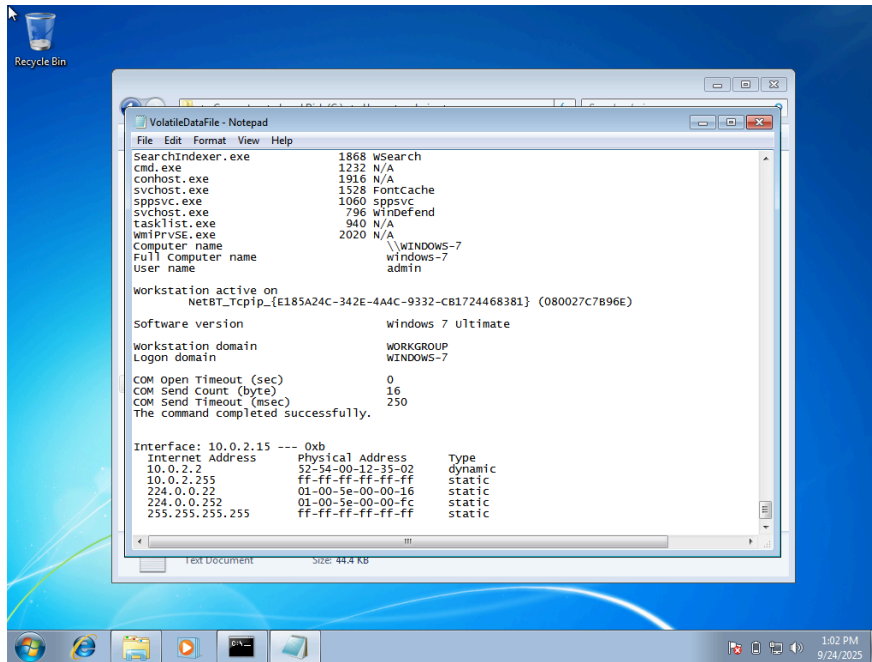 Recycle Bin
VolatileDataFile - Notepad
File Edit Format View Help
SearchIndexer.exe 1868 WSearch
cmd.exe 1232 N/A
conhost.exe 1916 N/A
svchost.exe 1528 FontCache
sppsvc.exe 1060 sppsvc
svchost.exe 796 WinDefend
tasklist.exe 940 N/A
WmiPrvSE.exe 2020 N/A
Computer name \\WINDOWS-7
Full Computer name windows-7
User name admin
Workstation active on
NetBT_Tcpip_{E185A24C-342E-4A4C-9332-CB1724468381} (080027C7B96E)
Software version Windows 7 Ultimate
Workstation domain WORKGROUP
Logon domain WINDOWS-7
COM Open Timeout (sec) 0
COM Send Count (byte) 16
COM Send Timeout (msec) 250
The command completed successfully.
Interface: 10.0.2.15 --- 0xb
Internet Address Physical Address Type
10.0.2.2 52-54-00-12-35-02 dynamic
10.0.2.255 ff-ff-ff-ff-ff-ff static
224.0.0.22 01-00-5e-00-00-16 static
224.0.0.252 01-00-5e-00-00-fc static
255.255.255.255 ff-ff-ff-ff-ff-ff static
Text Document Size: 44.4 KB
1:02 PM
9/24/2025